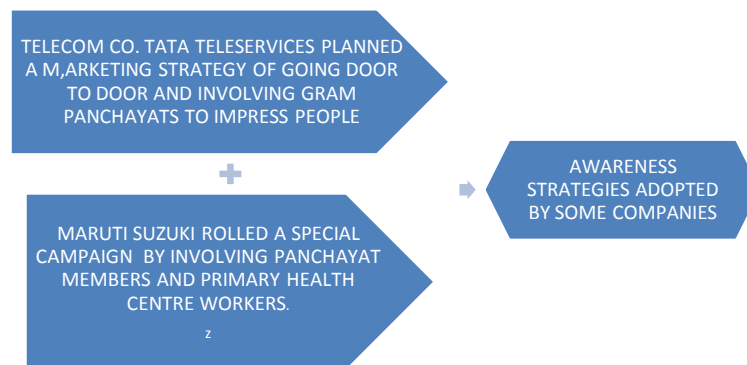 TELECOM CO. TATA TELESERVICES PLANNED
A M,ARKETING STRATEGY OF GOING DOOR
TO DOOR AND INVOLVING GRAM
PANCHAYATS TO IMPRESS PEOPLE
MARUTI SUZUKI ROLLED A SPECIAL
CAMPAIGN BY INVOLVING PANCHAYAT
MEMBERS AND PRIMARY HEALTH
CENTRE WORKERS.
z
AWARENESS
STRATEGIES ADOPTED
BY SOME COMPANIES